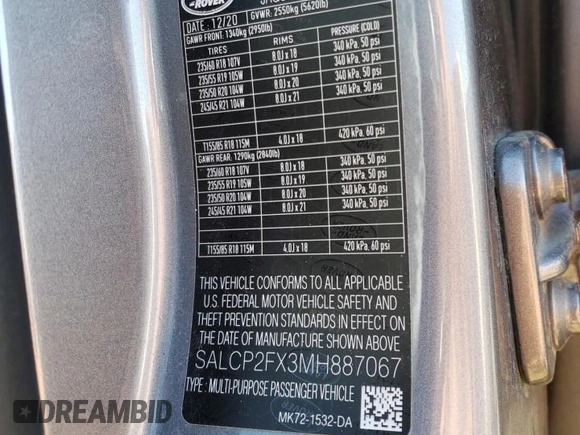 ROVER
DATE: 12/20
GVWR: 2550kg (5620lb)
GAWR FRONT: 1340kg (2950lb)
TIRES RIMS PRESSURE (COLD)
235/60 R18 107V 8.0J x 18 340 kPa, 50 psi
235/55 R19 105W 8.0J x 19 340 kPa, 50 psi
235/50 R20 104W 8.0J x 20 340 kPa, 50 psi
245/45 R21 104W 8.0J x 21 340 kPa, 50 psi
T155/85 R18 115M 4.0J x 18 420 kPa, 60 psi
GAWR REAR: 1290kg (2840lb)
235/60 R18 107V 8.0J x 18 340 kPa, 50 psi
235/55 R19 105W 8.0J x 19 340 kPa, 50 psi
235/50 R20 104W 8.0J x 20 340 kPa, 50 psi
245/45 R21 104W 8.0J x 21 340 kPa, 50 psi
T155/85 R18 115M 4.0J x 18 420 kPa, 60 psi
THIS VEHICLE CONFORMS TO ALL APPLICABLE
U.S. FEDERAL MOTOR VEHICLE SAFETY AND
THEFT PREVENTION STANDARDS IN EFFECT ON
THE DATE OF MANUFACTURE SHOWN ABOVE
SALCP2FX3MH887067
TYPE: MULTI-PURPOSE PASSENGER VEHICLE
MK72-1532-DA
DREAMBID